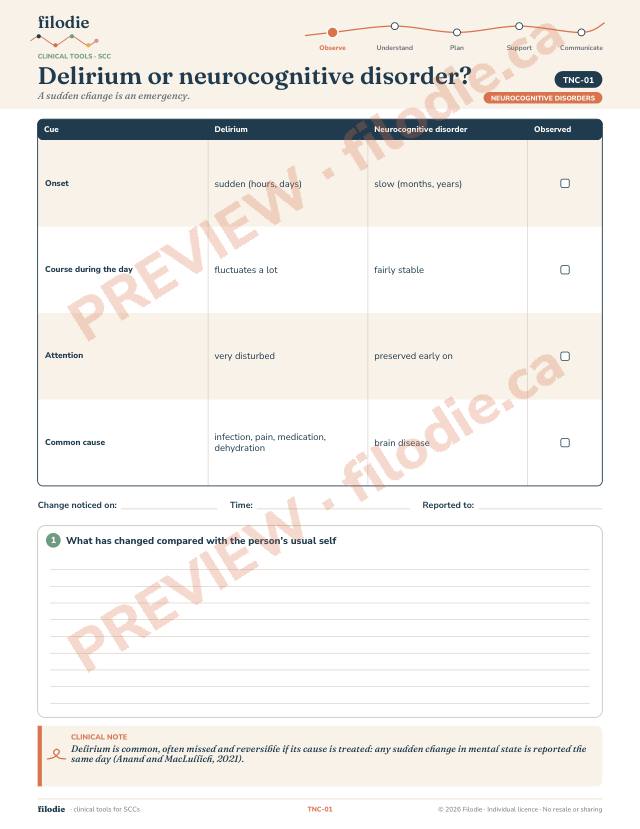 filodie
CLINICAL TOOLS · SCC
Observe Understand Plan Support Communicate
Delirium or neurocognitive disorder?
TNC-01
A sudden change is an emergency.
NEUROCOGNITIVE DISORDERS
Cue Delirium Neurocognitive disorder Observed
Onset sudden (hours, days) slow (months, years)
Course during the day fluctuates a lot fairly stable
Attention very disturbed preserved early on
Common cause infection, pain, medication, dehydration brain disease
Change noticed on: Time: Reported to:
1 What has changed compared with the person's usual self
CLINICAL NOTE
Delirium is common, often missed and reversible if its cause is treated: any sudden change in mental state is reported the
same day (Anand and MacLullich, 2021).
filodie · clinical tools for SCCs TNC-01 © 2026 Filodie · Individual licence · No resale or sharing
PREVIEW · filodie.ca
PREVIEW · filodie.ca